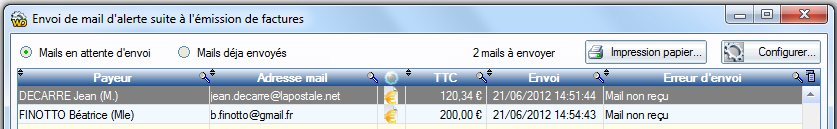 Envoi de mail d'alerte suite à l'émission de factures
Mails en attente d'envoi Mails déja envoyés 2 mails à envoyer Impression papier... Configurer...
Payeur Adresse mail TTC Envoi Erreur d'envoi
DECARRE Jean (M.) jean.decarre@lapostale.net 120,34 € 21/06/2012 14:51:44 Mail non reçu
FINOTTO Béatrice (Mle) b.finotto@gmail.fr 200,00 € 21/06/2012 14:54:43 Mail non reçu